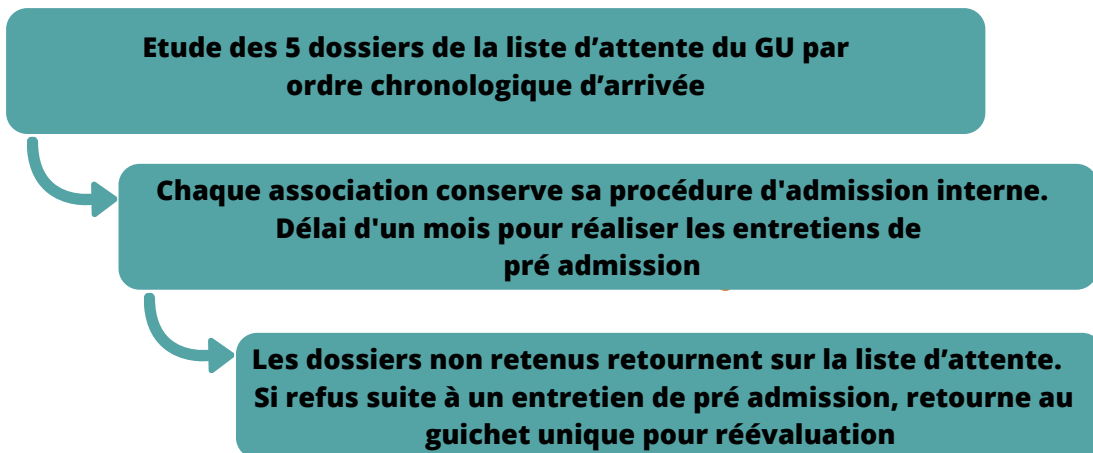 Etude des 5 dossiers de la liste d’attente du GU par
ordre chronologique d’arrivée
Chaque association conserve sa procédure d'admission interne.
Délai d'un mois pour réaliser les entretiens de
pré admission
Les dossiers non retenus retournent sur la liste d’attente.
Si refus suite à un entretien de pré admission, retourne au
guichet unique pour réévaluation